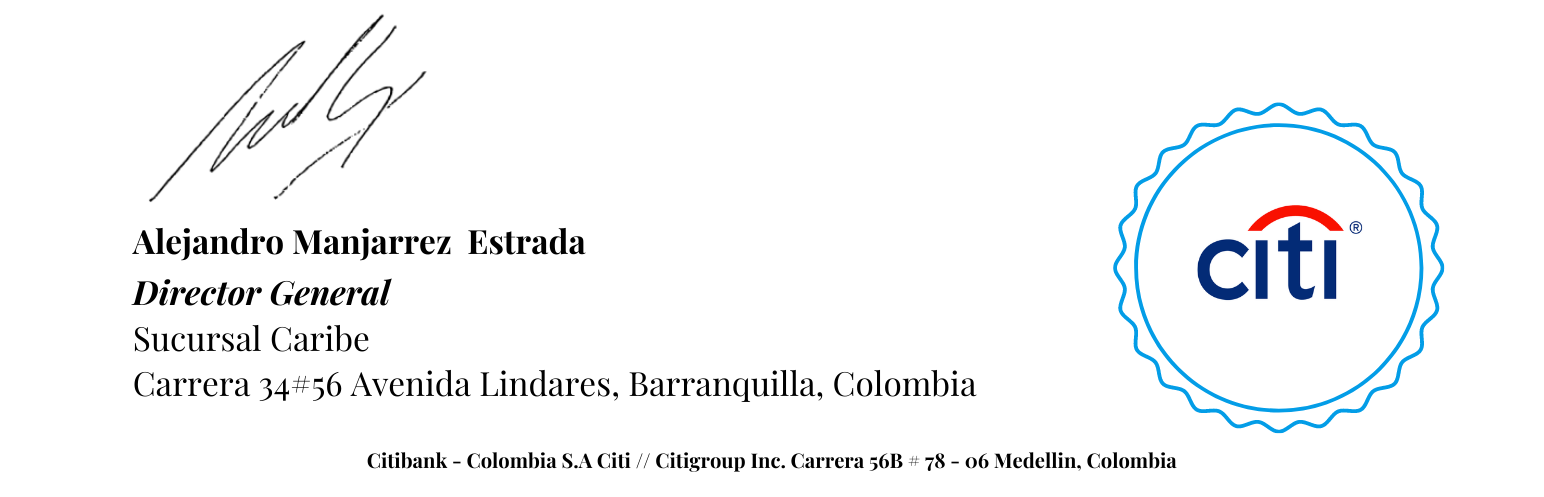 Alejandro Manjarrez Estrada
Director General
Sucursal Caribe
Carrera 34#56 Avenida Lindares, Barranquilla, Colombia
citi®
Citibank - Colombia S.A Citi // Citigroup Inc. Carrera 56B # 78 - 06 Medellin, Colombia